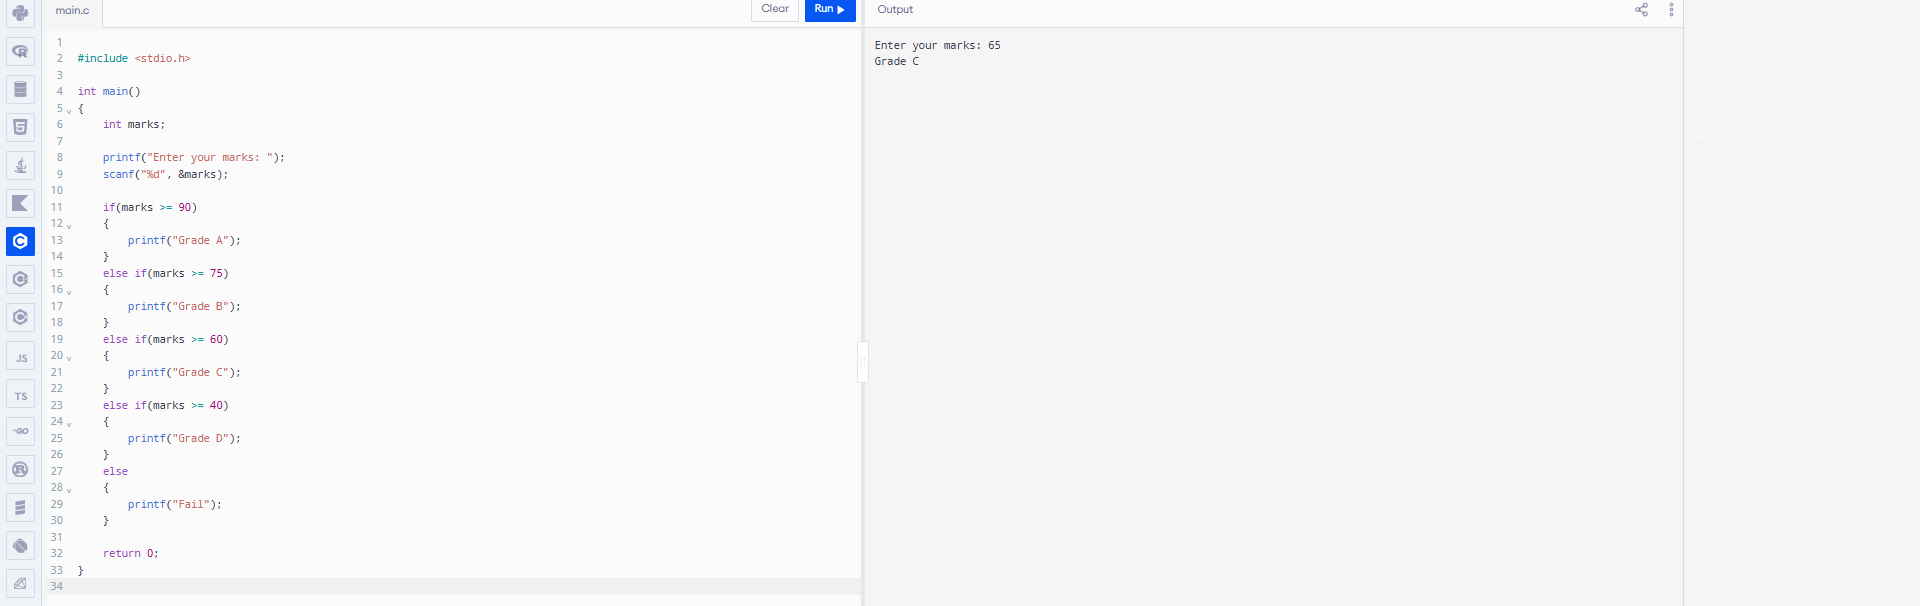 main.c
Clear
Run
Output
1
2 #include <stdio.h>
3
4 int main()
5 {
6     int marks;
7
8     printf("Enter your marks: ");
9     scanf("%d", &marks);
10
11     if(marks >= 90)
12     {
13         printf("Grade A");
14     }
15     else if(marks >= 75)
16     {
17         printf("Grade B");
18     }
19     else if(marks >= 60)
20     {
21         printf("Grade C");
22     }
23     else if(marks >= 40)
24     {
25         printf("Grade D");
26     }
27     else
28     {
29         printf("Fail");
30     }
31
32     return 0;
33 }
34
Enter your marks: 65
Grade C
R
5
C
C
C
JS
TS
GO
R